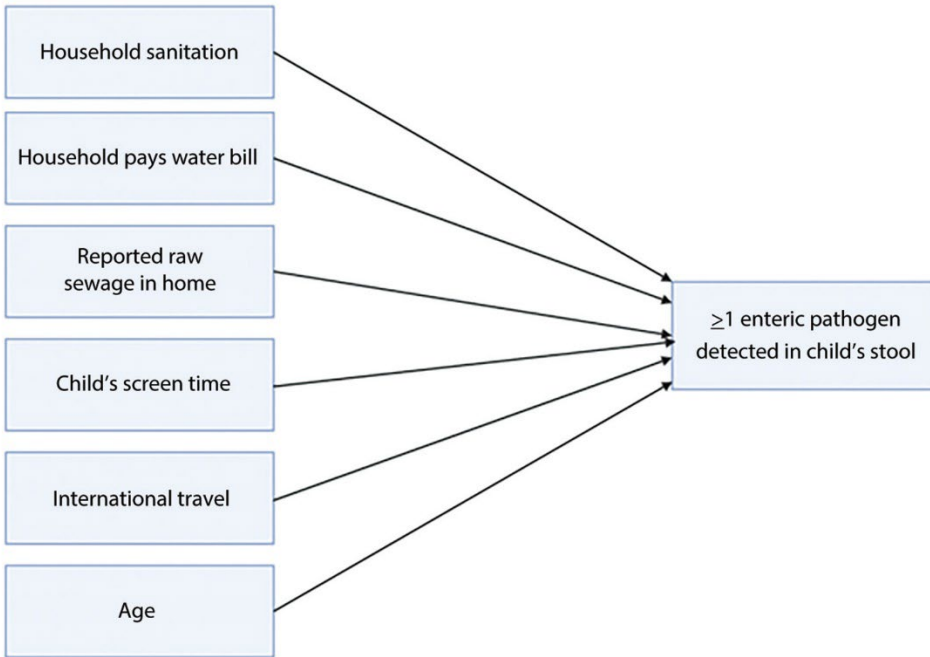 Household sanitation
Household pays water bill
Reported raw
sewage in home
Child’s screen time
International travel
Age
≥1 enteric pathogen
detected in child’s stool